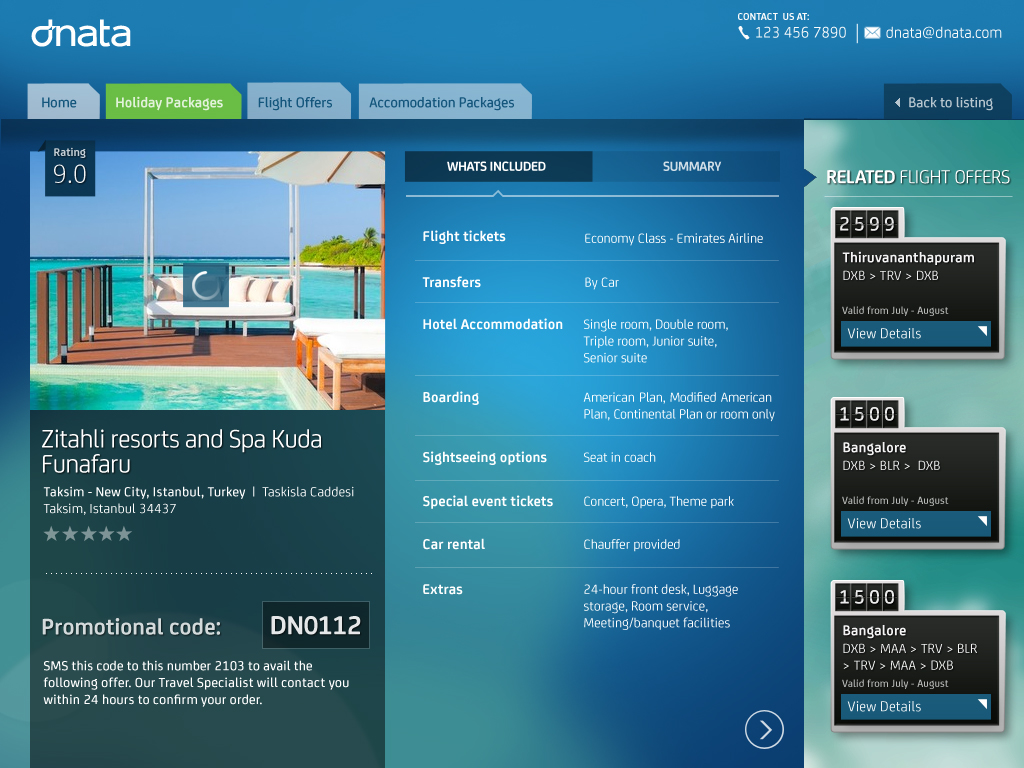 dnata
CONTACT US AT:
123 456 7890
dnata@dnata.com
Home
Holiday Packages
Flight Offers
Accomodation Packages
Back to listing
Rating
9.0
Zitahli resorts and Spa Kuda
Funafaru
Taksim - New City, Istanbul, Turkey | Taskisla Caddesi
Taksim, Istanbul 34437
Promotional code:
DN0112
SMS this code to this number 2103 to avail the
following offer. Our Travel Specialist will contact you
within 24 hours to confirm your order.
WHATS INCLUDED
SUMMARY
Flight tickets
Economy Class - Emirates Airline
Transfers
By Car
Hotel Accommodation
Single room, Double room,
Triple room, Junior suite,
Senior suite
Boarding
American Plan, Modified American
Plan, Continental Plan or room only
Sightseeing options
Seat in coach
Special event tickets
Concert, Opera, Theme park
Car rental
Chauffer provided
Extras
24-hour front desk, Luggage
storage, Room service,
Meeting/banquet facilities
RELATED FLIGHT OFFERS
2599
Thiruvananthapuram
DXB > TRV > DXB
Valid from July - August
View Details
1500
Bangalore
DXB > BLR > DXB
Valid from July - August
View Details
1500
Bangalore
DXB > MAA > TRV > BLR
> TRV > MAA > DXB
Valid from July - August
View Details